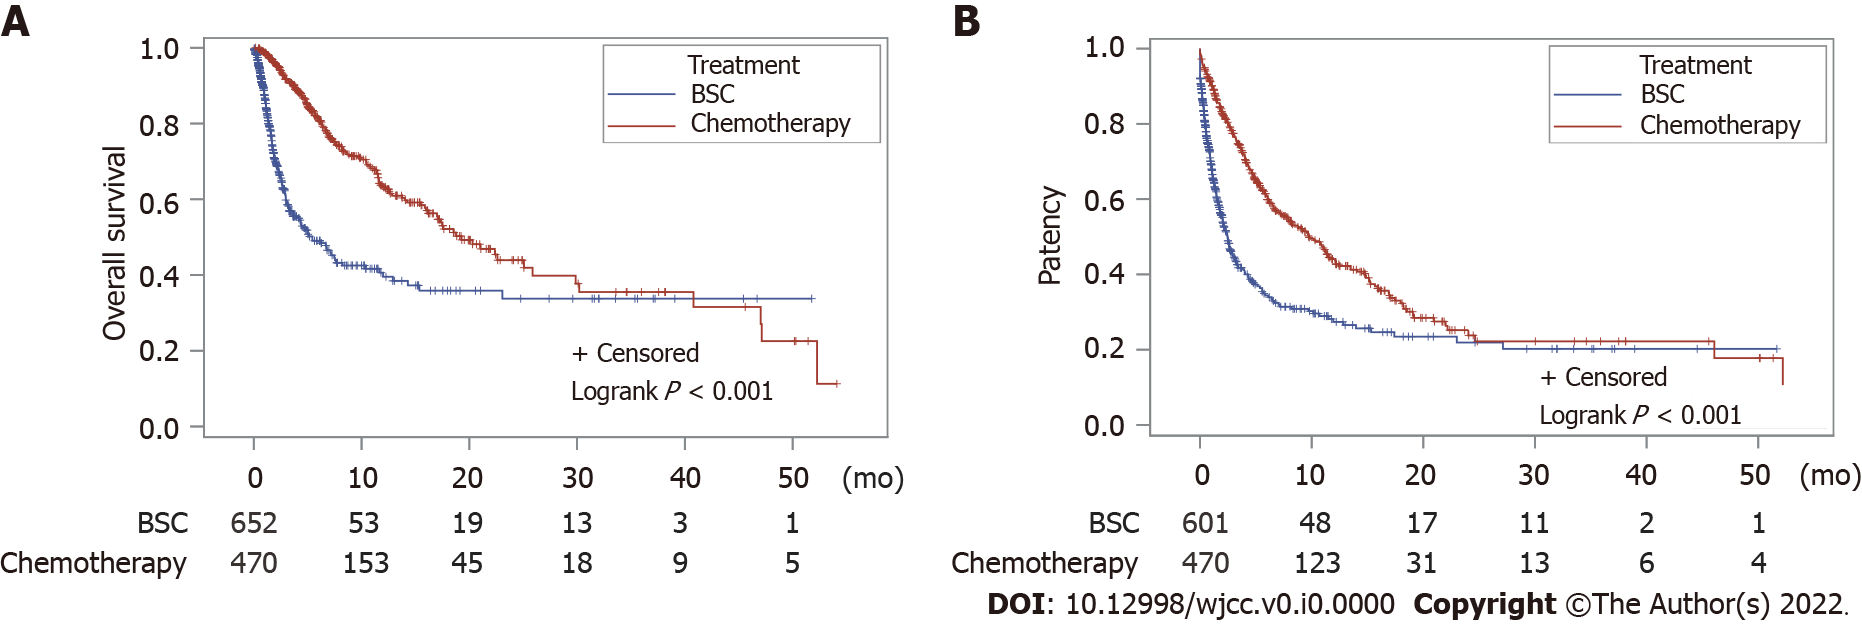 A
Overall survival
1.0
0.8
0.6
0.4
0.2
0.0
Treatment
BSC
Chemotherapy
+ Censored
Logrank P < 0.001
0 10 20 30 40 50 (mo)
BSC 652 53 19 13 3 1
Chemotherapy 470 153 45 18 9 5
B
Patency
1.0
0.8
0.6
0.4
0.2
0.0
Treatment
BSC
Chemotherapy
+ Censored
Logrank P < 0.001
0 10 20 30 40 50 (mo)
BSC 601 48 17 11 2 1
Chemotherapy 470 123 31 13 6 4
DOI: 10.12998/wjcc.v0.i0.0000 Copyright ©The Author(s) 2022.